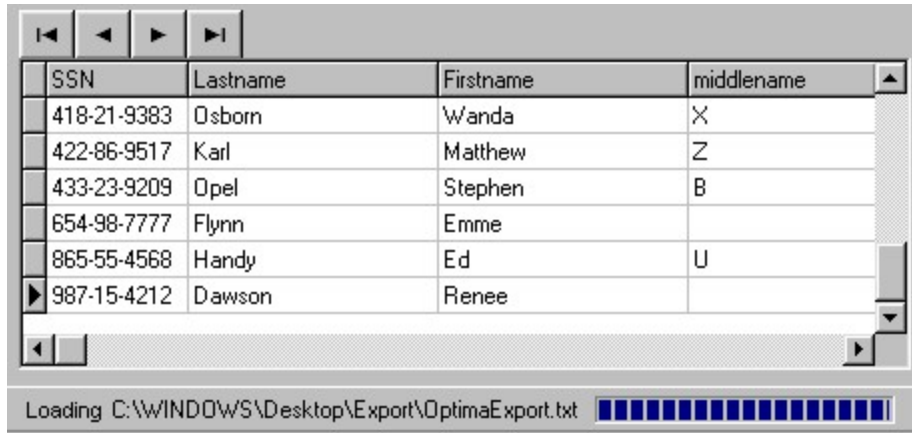 SSN Lastname Firstname middlename
418-21-9383 Osborn Wanda X
422-86-9517 Karl Matthew Z
433-23-9209 Opel Stephen B
654-98-7777 Flynn Emme
865-55-4568 Handy Ed U
987-15-4212 Dawson Renee
Loading C:\WINDOWS\Desktop\Export\OptimaExport.txt